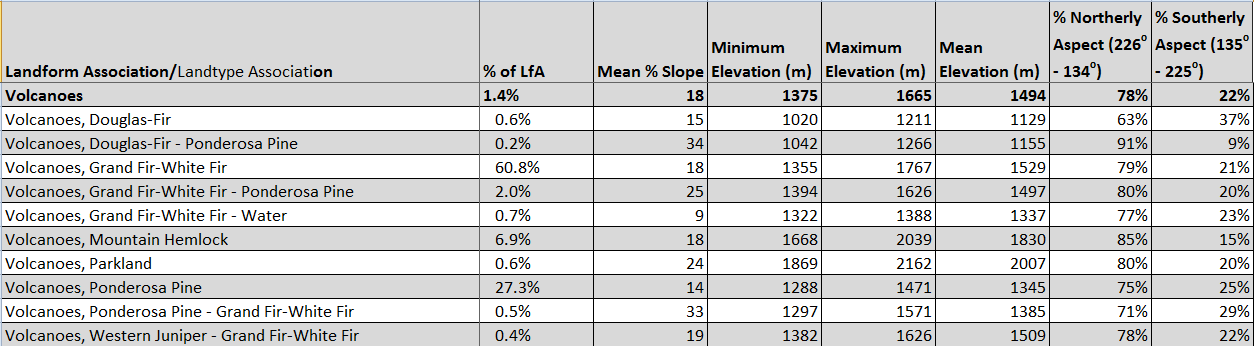 Landform Association/Landtype Association % of LfA Mean % Slope Minimum Elevation (m) Maximum Elevation (m) Mean Elevation (m) % Northerly Aspect (226° - 134°) % Southerly Aspect (135° - 225°)
Volcanoes 1.4% 18 1375 1665 1494 78% 22%
Volcanoes, Douglas-Fir 0.6% 15 1020 1211 1129 63% 37%
Volcanoes, Douglas-Fir - Ponderosa Pine 0.2% 34 1042 1266 1155 91% 9%
Volcanoes, Grand Fir-White Fir 60.8% 18 1355 1767 1529 79% 21%
Volcanoes, Grand Fir-White Fir - Ponderosa Pine 2.0% 25 1394 1626 1497 80% 20%
Volcanoes, Grand Fir-White Fir - Water 0.7% 9 1322 1388 1337 77% 23%
Volcanoes, Mountain Hemlock 6.9% 18 1668 2039 1830 85% 15%
Volcanoes, Parkland 0.6% 24 1869 2162 2007 80% 20%
Volcanoes, Ponderosa Pine 27.3% 14 1288 1471 1345 75% 25%
Volcanoes, Ponderosa Pine - Grand Fir-White Fir 0.5% 33 1297 1571 1385 71% 29%
Volcanoes, Western Juniper - Grand Fir-White Fir 0.4% 19 1382 1626 1509 78% 22%